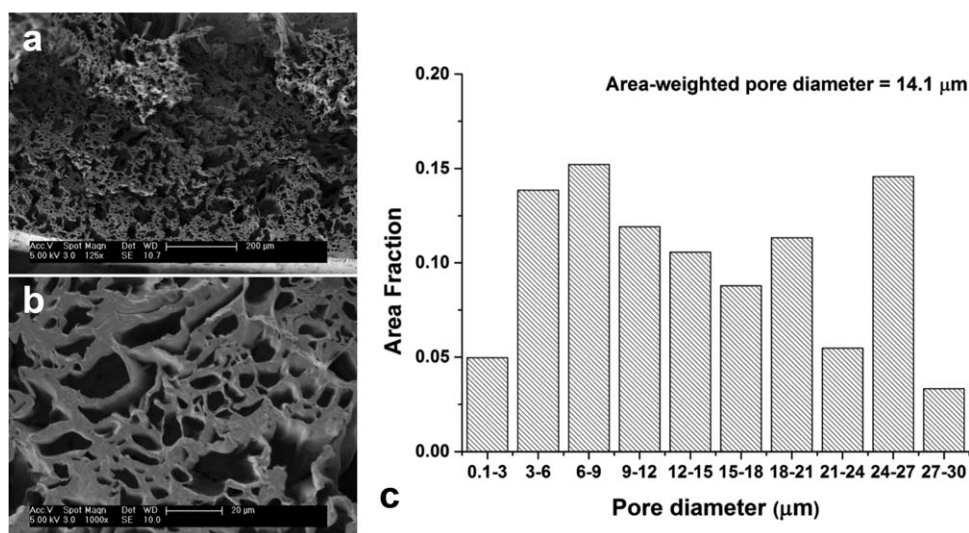 a
Acc.V Spot Magn Det WD 200 µm
5.00 kV 3.0 125x SE 10.7
b
Acc.V Spot Magn Det WD 20 µm
5.00 kV 3.0 1000x SE 10.0
c
Area-weighted pore diameter = 14.1 µm
Area Fraction
0.20
0.15
0.10
0.05
0.00
0.1-3 3-6 6-9 9-12 12-15 15-18 18-21 21-24 24-27 27-30
Pore diameter (µm)